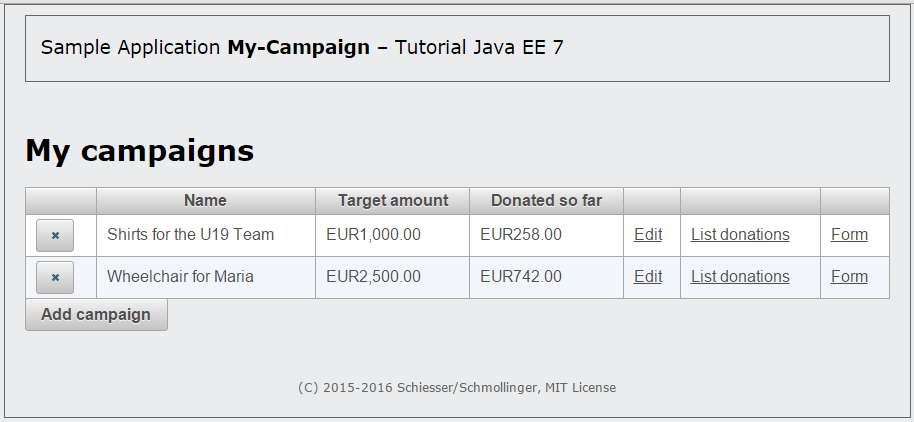 Sample Application My-Campaign – Tutorial Java EE 7
My campaigns
Name Target amount Donated so far
Shirts for the U19 Team EUR1,000.00 EUR258.00 Edit List donations Form
Wheelchair for Maria EUR2,500.00 EUR742.00 Edit List donations Form
Add campaign
(C) 2015-2016 Schiesser/Schmollinger, MIT License